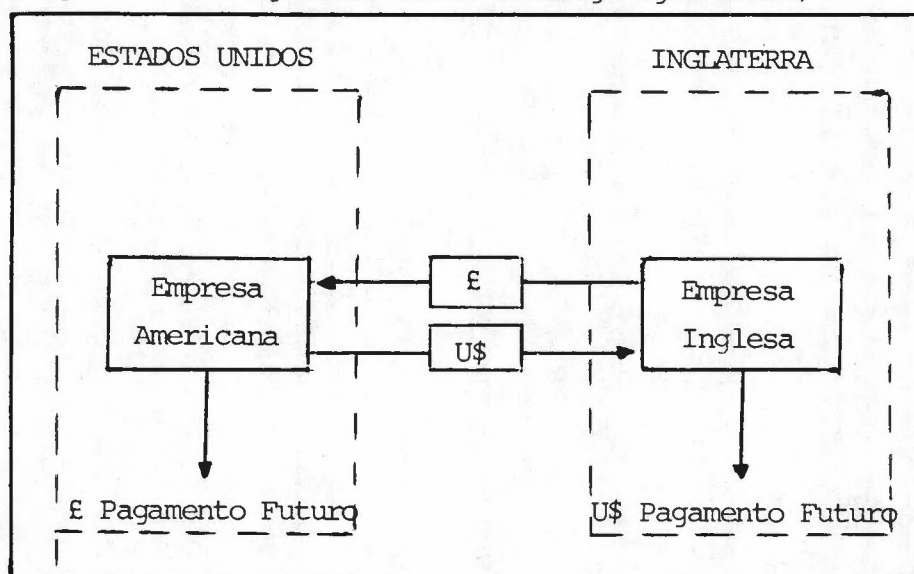 ESTADOS UNIDOS
INGLATERRA
Empresa
Americana
£
U$
Empresa
Inglesa
£ Pagamento Futuro
U$ Pagamento Futuro